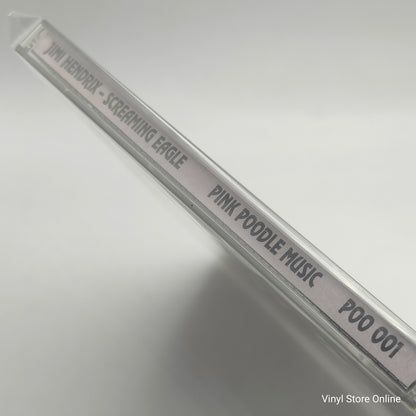 JIMI HENDRIX - SCREAMING EAGLE PINK POODLE MUSIC POO 001
Vinyl Store Online